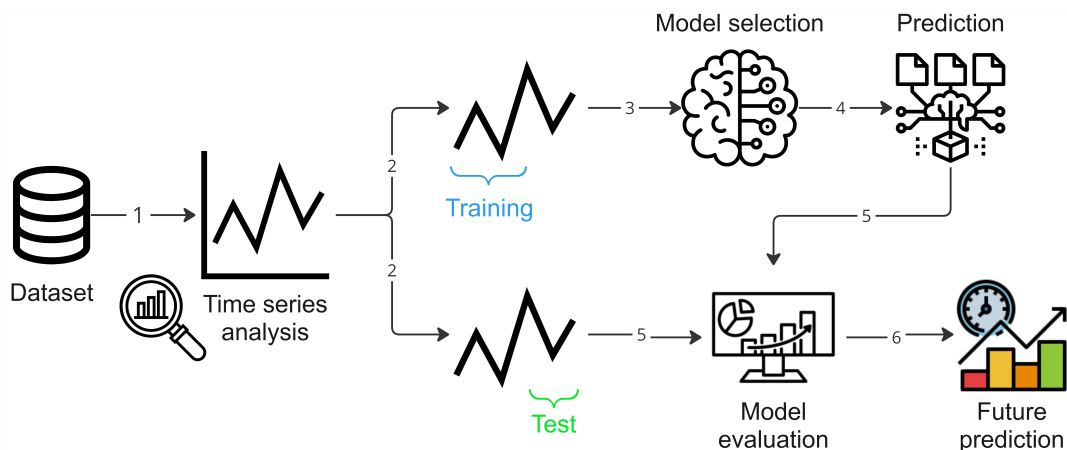 Model selection
Prediction
3
4
2
Training
1
5
Dataset
Time series
analysis
2
5
6
Test
Model
evaluation
Future
prediction